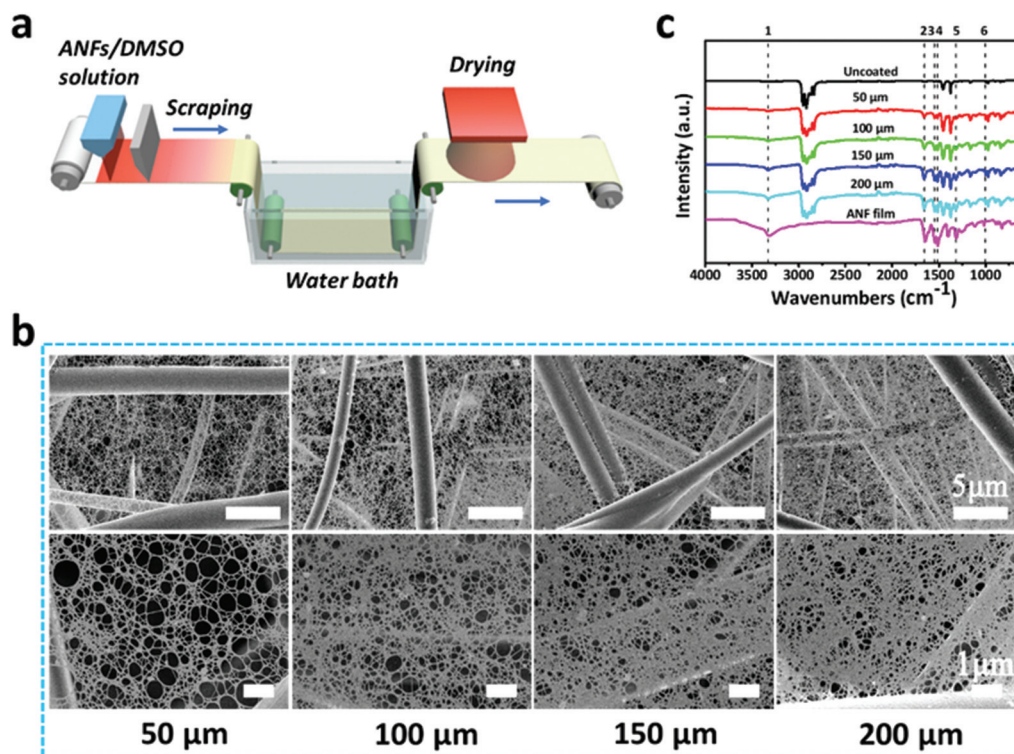 a
ANFs/DMSO
solution
Scraping
Drying
Water bath
c
1 2 3 4 5 6
Uncoated
50 μm
100 μm
150 μm
200 μm
ANF film
Intensity (a.u.)
4000 3500 3000 2500 2000 1500 1000
Wavenumbers (cm⁻¹)
b
5μm
1μm
50 μm 100 μm 150 μm 200 μm